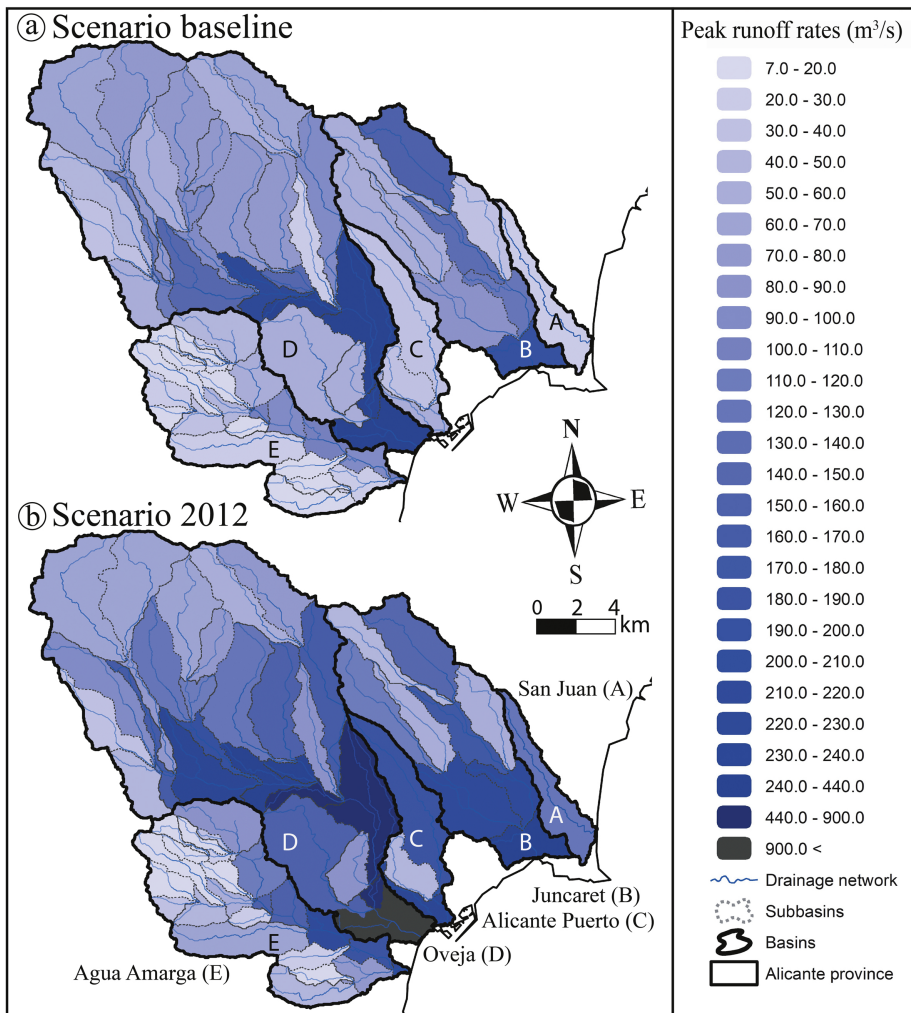 ⓐ Scenario baseline
A
B
C
D
E
N
W E
S
0 2 4
km
ⓑ Scenario 2012
San Juan (A)
A
B
C
D
E
Juncaret (B)
Alicante Puerto (C)
Oveja (D)
Agua Amarga (E)
Peak runoff rates (m³/s)
7.0 - 20.0
20.0 - 30.0
30.0 - 40.0
40.0 - 50.0
50.0 - 60.0
60.0 - 70.0
70.0 - 80.0
80.0 - 90.0
90.0 - 100.0
100.0 - 110.0
110.0 - 120.0
120.0 - 130.0
130.0 - 140.0
140.0 - 150.0
150.0 - 160.0
160.0 - 170.0
170.0 - 180.0
180.0 - 190.0
190.0 - 200.0
200.0 - 210.0
210.0 - 220.0
220.0 - 230.0
230.0 - 240.0
240.0 - 440.0
440.0 - 900.0
900.0 <
Drainage network
Subbasins
Basins
Alicante province